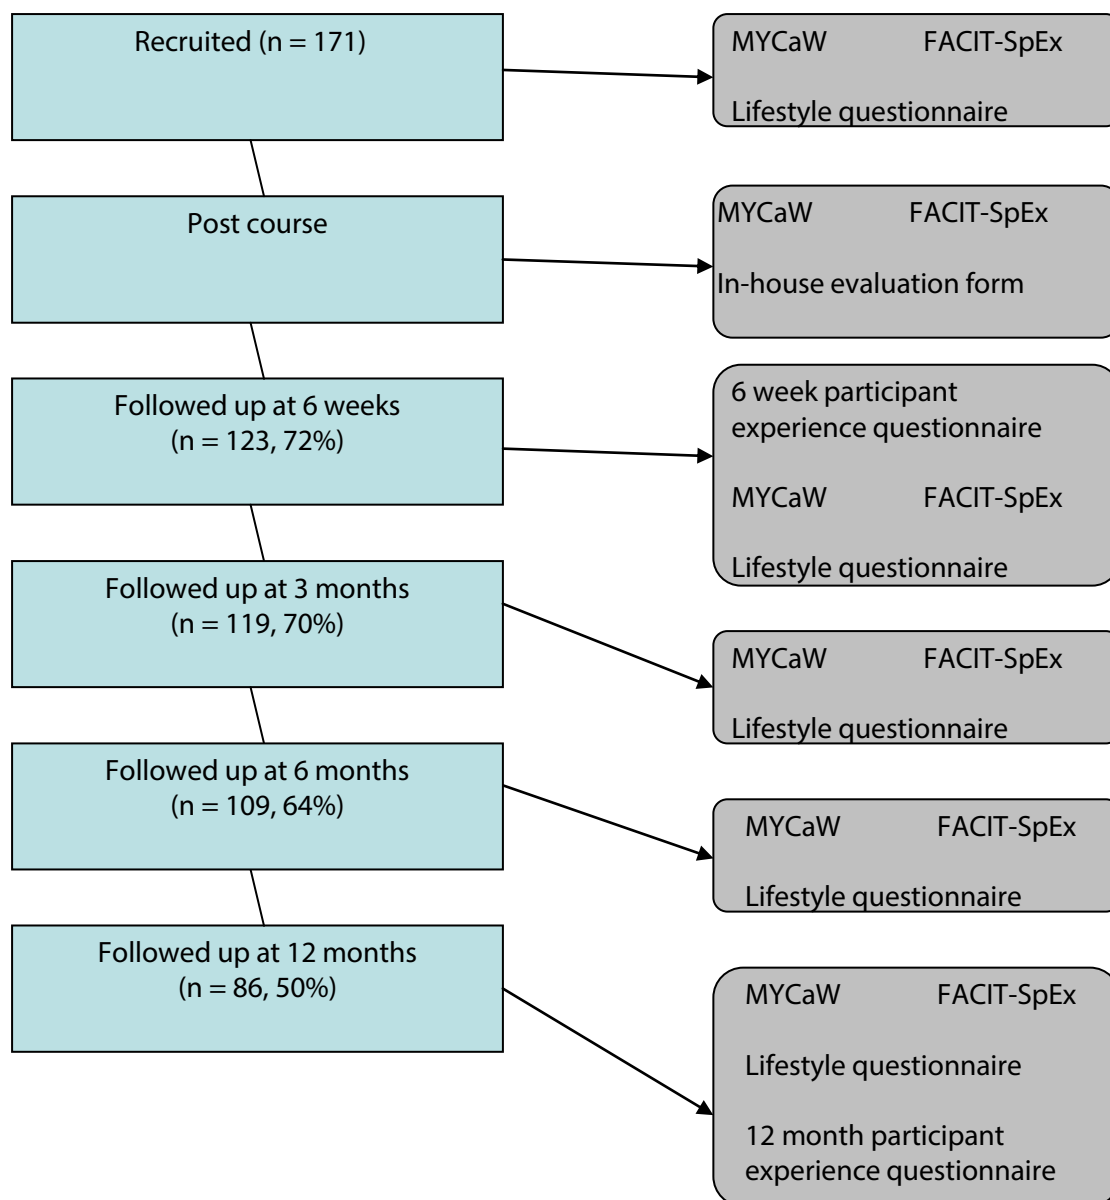 Recruited (n = 171)
MYCaW FACIT-SpEx
Lifestyle questionnaire
Post course
MYCaW FACIT-SpEx
In-house evaluation form
Followed up at 6 weeks
(n = 123, 72%)
6 week participant
experience questionnaire
MYCaW FACIT-SpEx
Lifestyle questionnaire
Followed up at 3 months
(n = 119, 70%)
MYCaW FACIT-SpEx
Lifestyle questionnaire
Followed up at 6 months
(n = 109, 64%)
MYCaW FACIT-SpEx
Lifestyle questionnaire
Followed up at 12 months
(n = 86, 50%)
MYCaW FACIT-SpEx
Lifestyle questionnaire
12 month participant
experience questionnaire